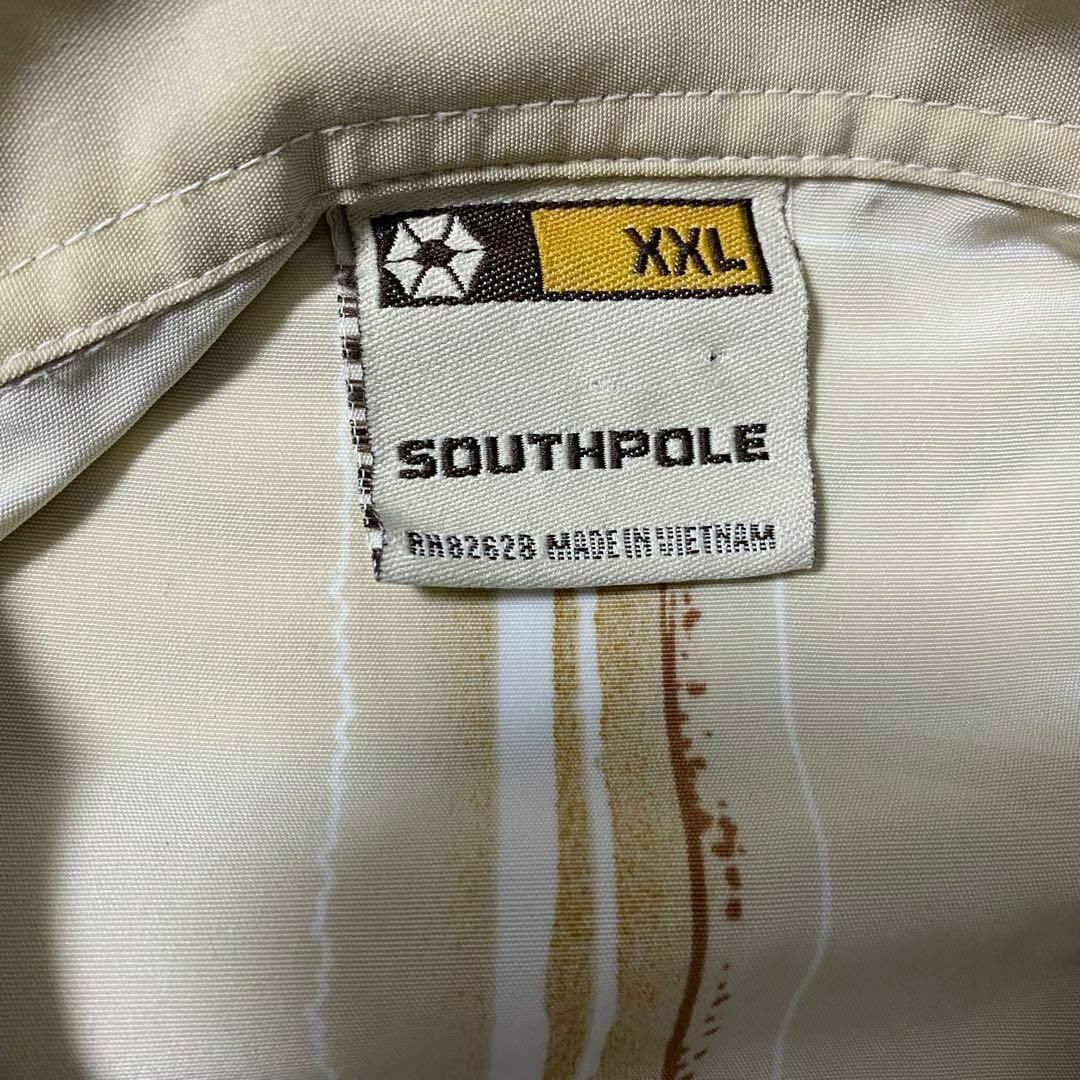 XXL
SOUTHPOLE
RN82628 MADE IN VIETNAM